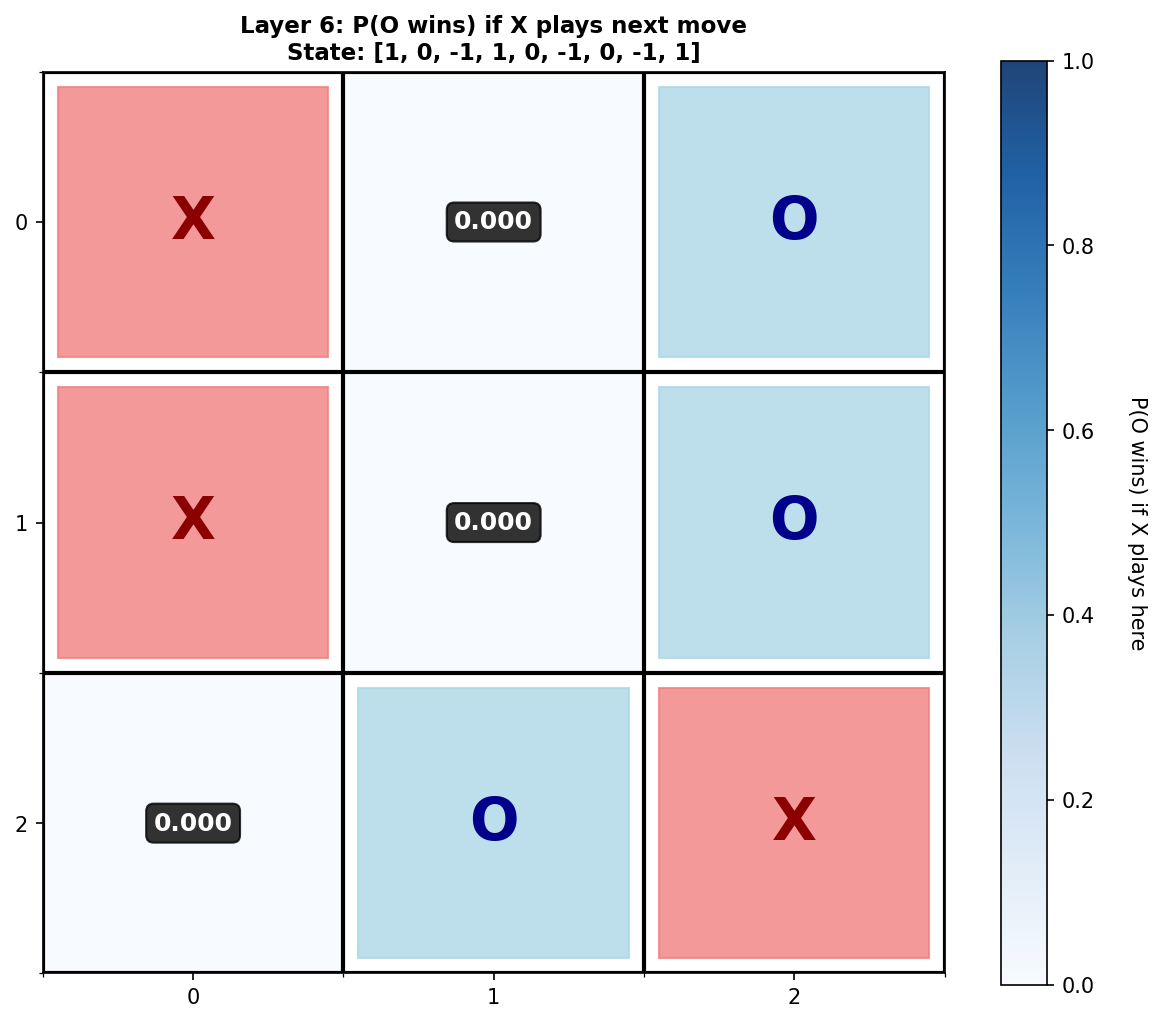 Layer 6: P(O wins) if X plays next move
State: [1, 0, -1, 1, 0, -1, 0, -1, 1]
X 0.000 O
X 0.000 O
0.000 O X
0
1
2
0 1 2
1.0
0.8
0.6
0.4
0.2
0.0
P(O wins) if X plays here